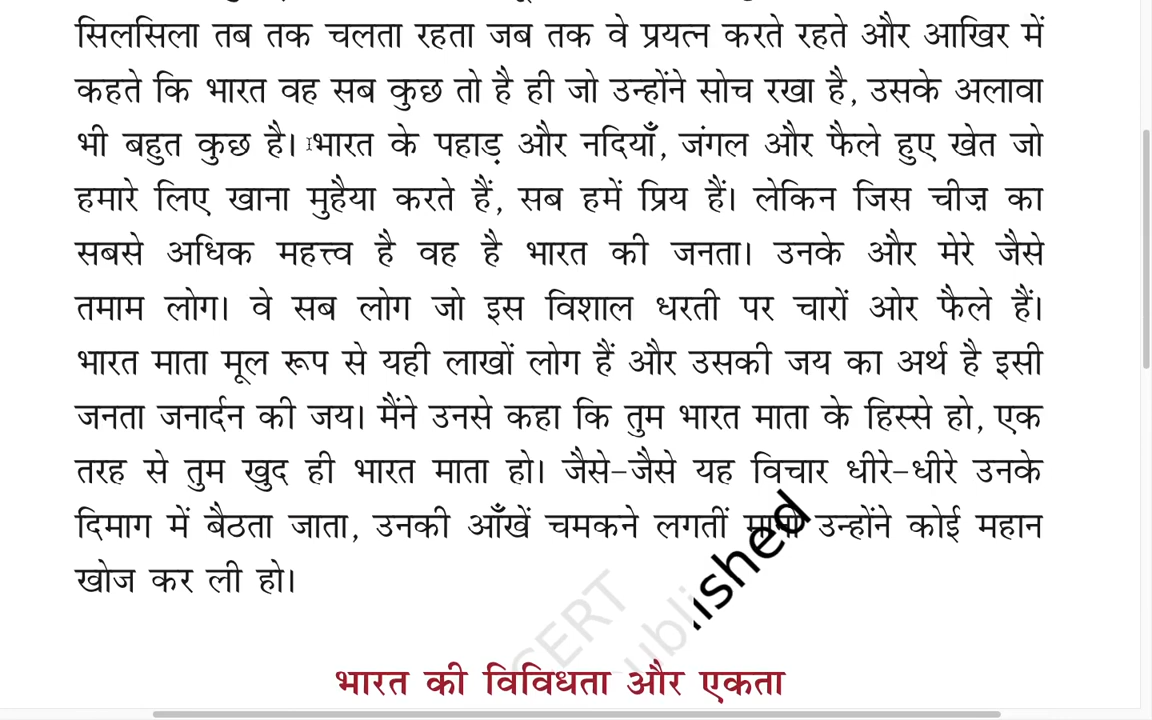 सिलसिला तब तक चलता रहता जब तक वे प्रयत्न करते रहते और आखिर में
कहते कि भारत वह सब कुछ तो है ही जो उन्होंने सोच रखा है, उसके अलावा
भी बहुत कुछ है। भारत के पहाड़ और नदियाँ, जंगल और फैले हुए खेत जो
हमारे लिए खाना मुहैया करते हैं, सब हमें प्रिय हैं। लेकिन जिस चीज़ का
सबसे अधिक महत्त्व है वह है भारत की जनता। उनके और मेरे जैसे
तमाम लोग। वे सब लोग जो इस विशाल धरती पर चारों ओर फैले हैं।
भारत माता मूल रूप से यही लाखों लोग हैं और उसकी जय का अर्थ है इसी
जनता जनार्दन की जय। मैंने उनसे कहा कि तुम भारत माता के हिस्से हो, एक
तरह से तुम खुद ही भारत माता हो। जैसे-जैसे यह विचार धीरे-धीरे उनके
दिमाग में बैठता जाता, उनकी आँखें चमकने लगतीं मानो उन्होंने कोई महान
खोज कर ली हो।
CERT
ublished
भारत की विविधता और एकता